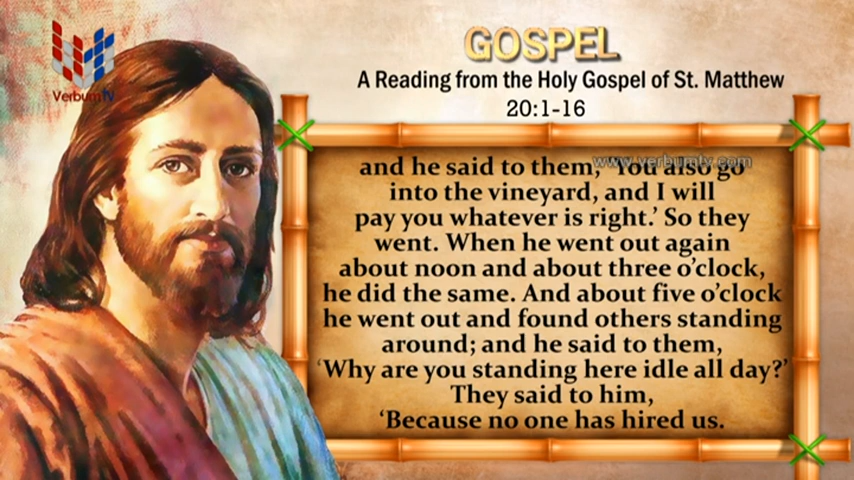 VerbumTV
GOSPEL
A Reading from the Holy Gospel of St. Matthew
20:1-16
www.verbumtv.com
and he said to them, 'You also go
into the vineyard, and I will
pay you whatever is right.' So they
went. When he went out again
about noon and about three o'clock,
he did the same. And about five o'clock
he went out and found others standing
around; and he said to them,
'Why are you standing here idle all day?'
They said to him,
'Because no one has hired us.